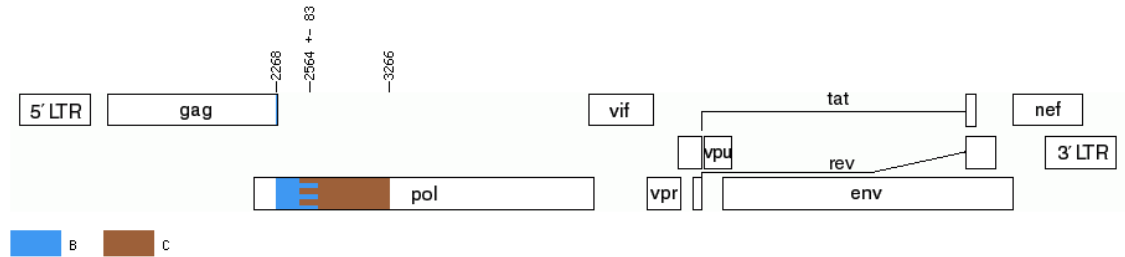 2268
2564 +- 83
3266
5´ LTR
gag
vif
tat
nef
vpu
rev
3´ LTR
pol
vpr
env
B
C